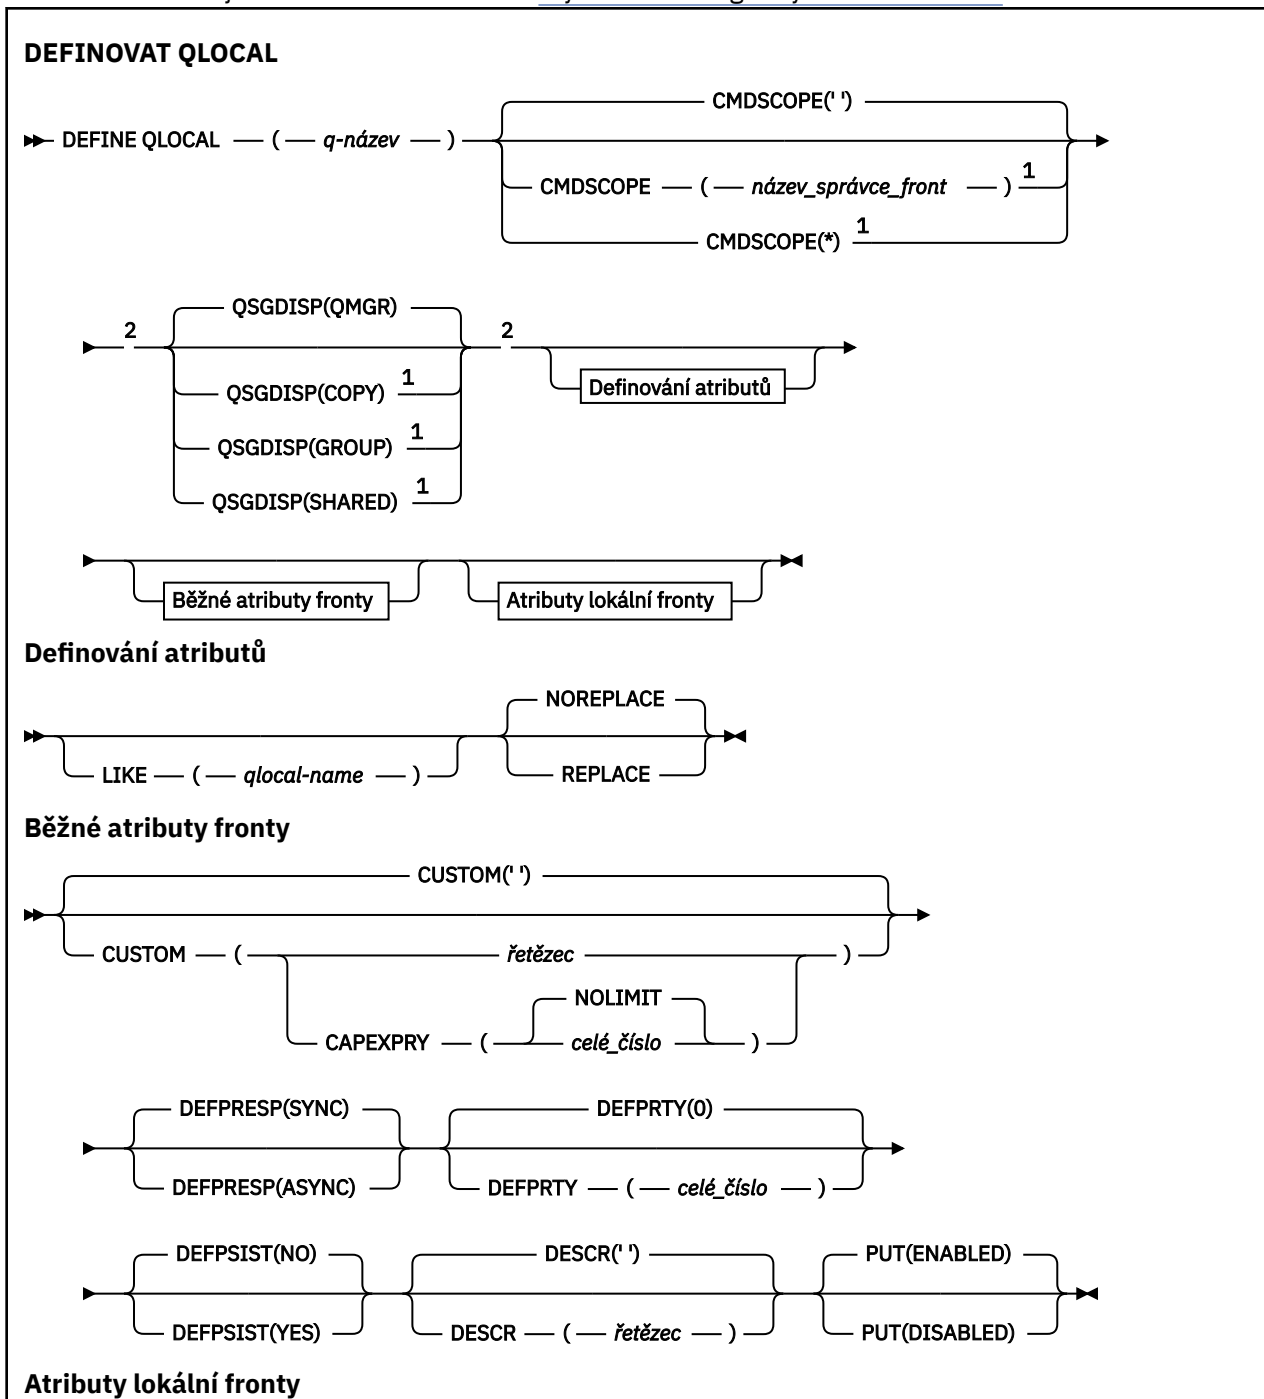 DEFINOVAT QLOCAL
CMDSCOPE(' ')
DEFINE QLOCAL ( q-název )
CMDSCOPE ( název_správce_front ) 1
CMDSCOPE(*) 1
QSGDISP(QMGR)
2 2
QSGDISP(COPY) 1
Definování atributů
QSGDISP(GROUP) 1
QSGDISP(SHARED) 1
Běžné atributy fronty Atributy lokální fronty
Definování atributů
NOREPLACE
LIKE ( qlocal-name ) REPLACE
Běžné atributy fronty
CUSTOM(' ')
CUSTOM ( řetězec )
NOLIMIT
CAPEXPRY ( celé_číslo )
DEFPRESP(SYNC) DEFPRTY(0)
DEFPRESP(ASYNC) DEFPRTY ( celé_číslo )
DEFPSIST(NO) DESCR(' ') PUT(ENABLED)
DEFPSIST(YES) DESCR ( řetězec ) PUT(DISABLED)
Atributy lokální fronty